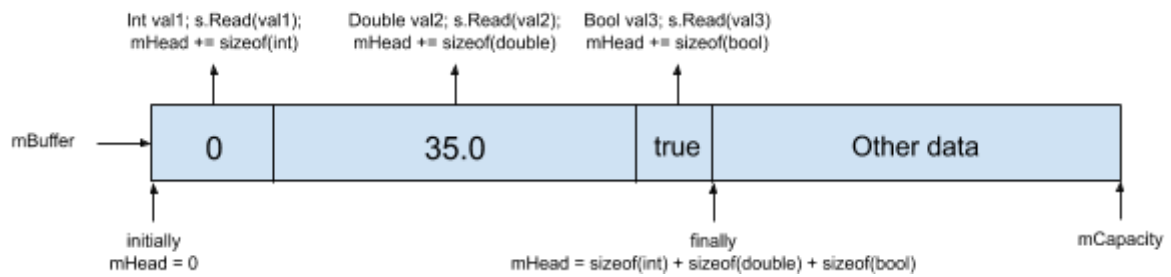 Int val1; s.Read(val1);
mHead += sizeof(int)
Double val2; s.Read(val2);
mHead += sizeof(double)
Bool val3; s.Read(val3)
mHead += sizeof(bool)
mBuffer
0
35.0
true
Other data
initially
mHead = 0
finally
mHead = sizeof(int) + sizeof(double) + sizeof(bool)
mCapacity